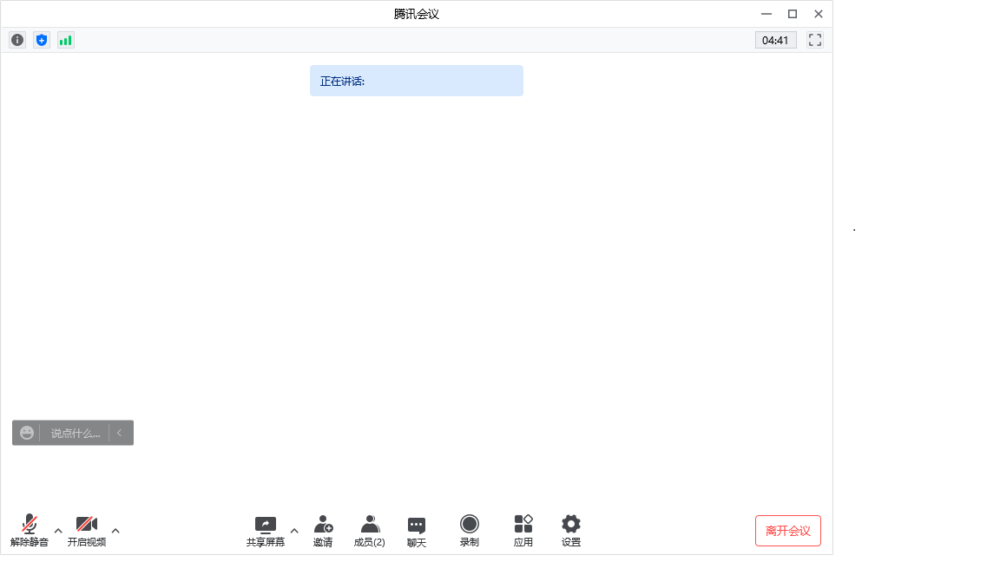 腾讯会议
04:41
正在讲话:
说点什么...
解除静音
开启视频
共享屏幕
邀请
成员(2)
聊天
录制
应用
设置
离开会议